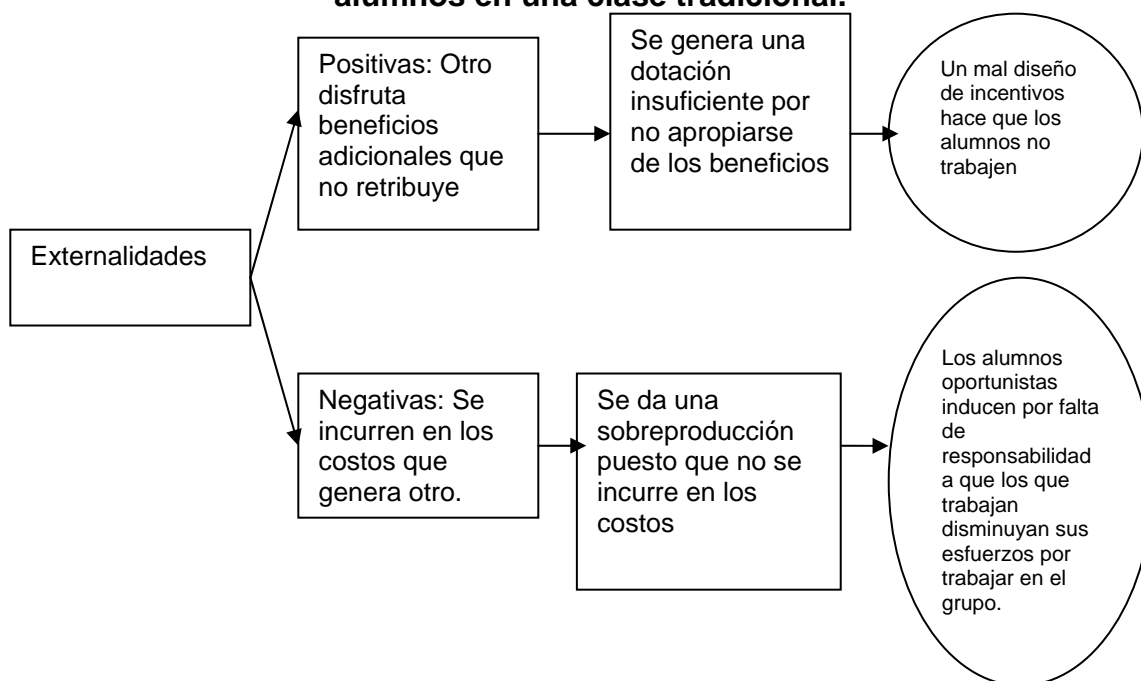 alumnos en una clase tradicional.
Positivas: Otro
disfruta
beneficios
adicionales que
no retribuye
Se genera una
dotación
insuficiente por
no apropiarse
de los beneficios
Un mal diseño
de incentivos
hace que los
alumnos no
trabajen
Externalidades
Negativas: Se
incurren en los
costos que
genera otro.
Se da una
sobreproducción
puesto que no se
incurre en los
costos
Los alumnos
oportunistas
inducen por falta
de
responsabilidad
a que los que
trabajan
disminuyan sus
esfuerzos por
trabajar en el
grupo.